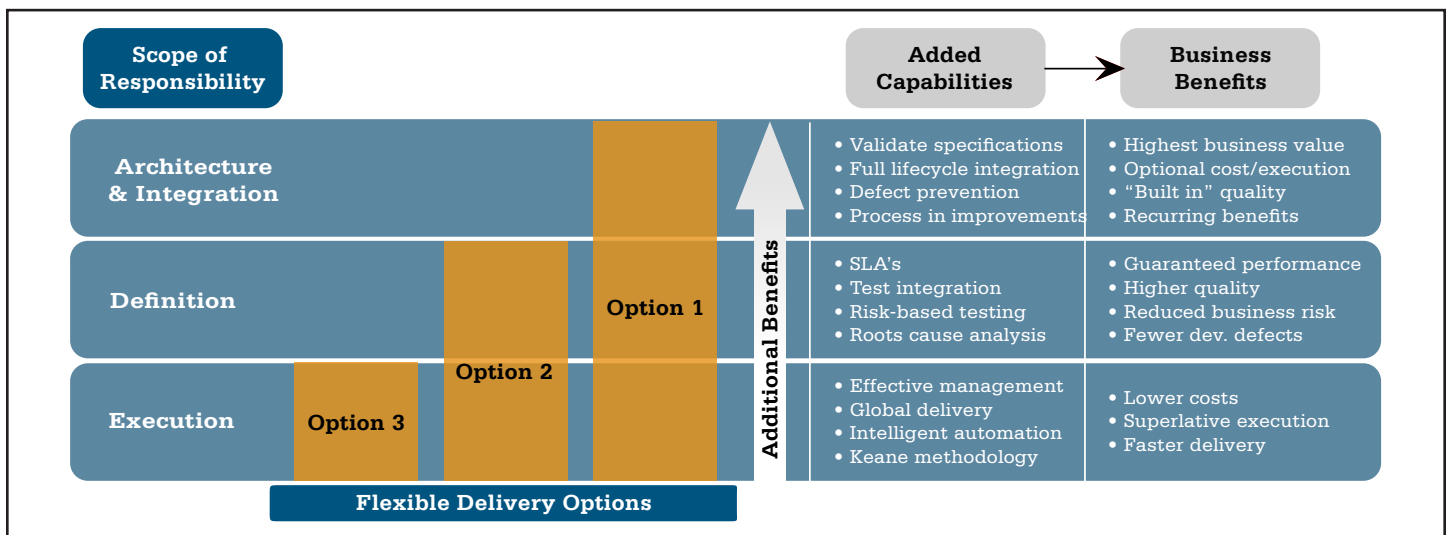 Scope of
Responsibility
Added
Capabilities
Business
Benefits
Architecture
& Integration
• Validate specifications
• Full lifecycle integration
• Defect prevention
• Process in improvements
• Highest business value
• Optional cost/execution
• “Built in” quality
• Recurring benefits
Definition
Option 1
Option 2
Additional Benefits
• SLA's
• Test integration
• Risk-based testing
• Roots cause analysis
• Guaranteed performance
• Higher quality
• Reduced business risk
• Fewer dev. defects
Execution
Option 3
• Effective management
• Global delivery
• Intelligent automation
• Keane methodology
• Lower costs
• Superlative execution
• Faster delivery
Flexible Delivery Options